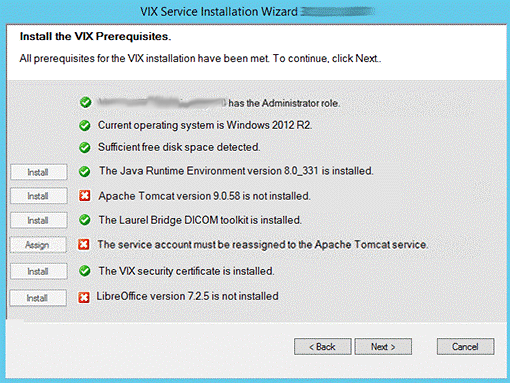 VIX Service Installation Wizard
Install the VIX Prerequisites.
All prerequisites for the VIX installation have been met. To continue, click Next..
has the Administrator role.
Current operating system is Windows 2012 R2.
Sufficient free disk space detected.
Install The Java Runtime Environment version 8.0_331 is installed.
Install Apache Tomcat version 9.0.58 is not installed.
Install The Laurel Bridge DICOM toolkit is installed.
Assign The service account must be reassigned to the Apache Tomcat service.
Install The VIX security certificate is installed.
Install LibreOffice version 7.2.5 is not installed
< Back Next > Cancel